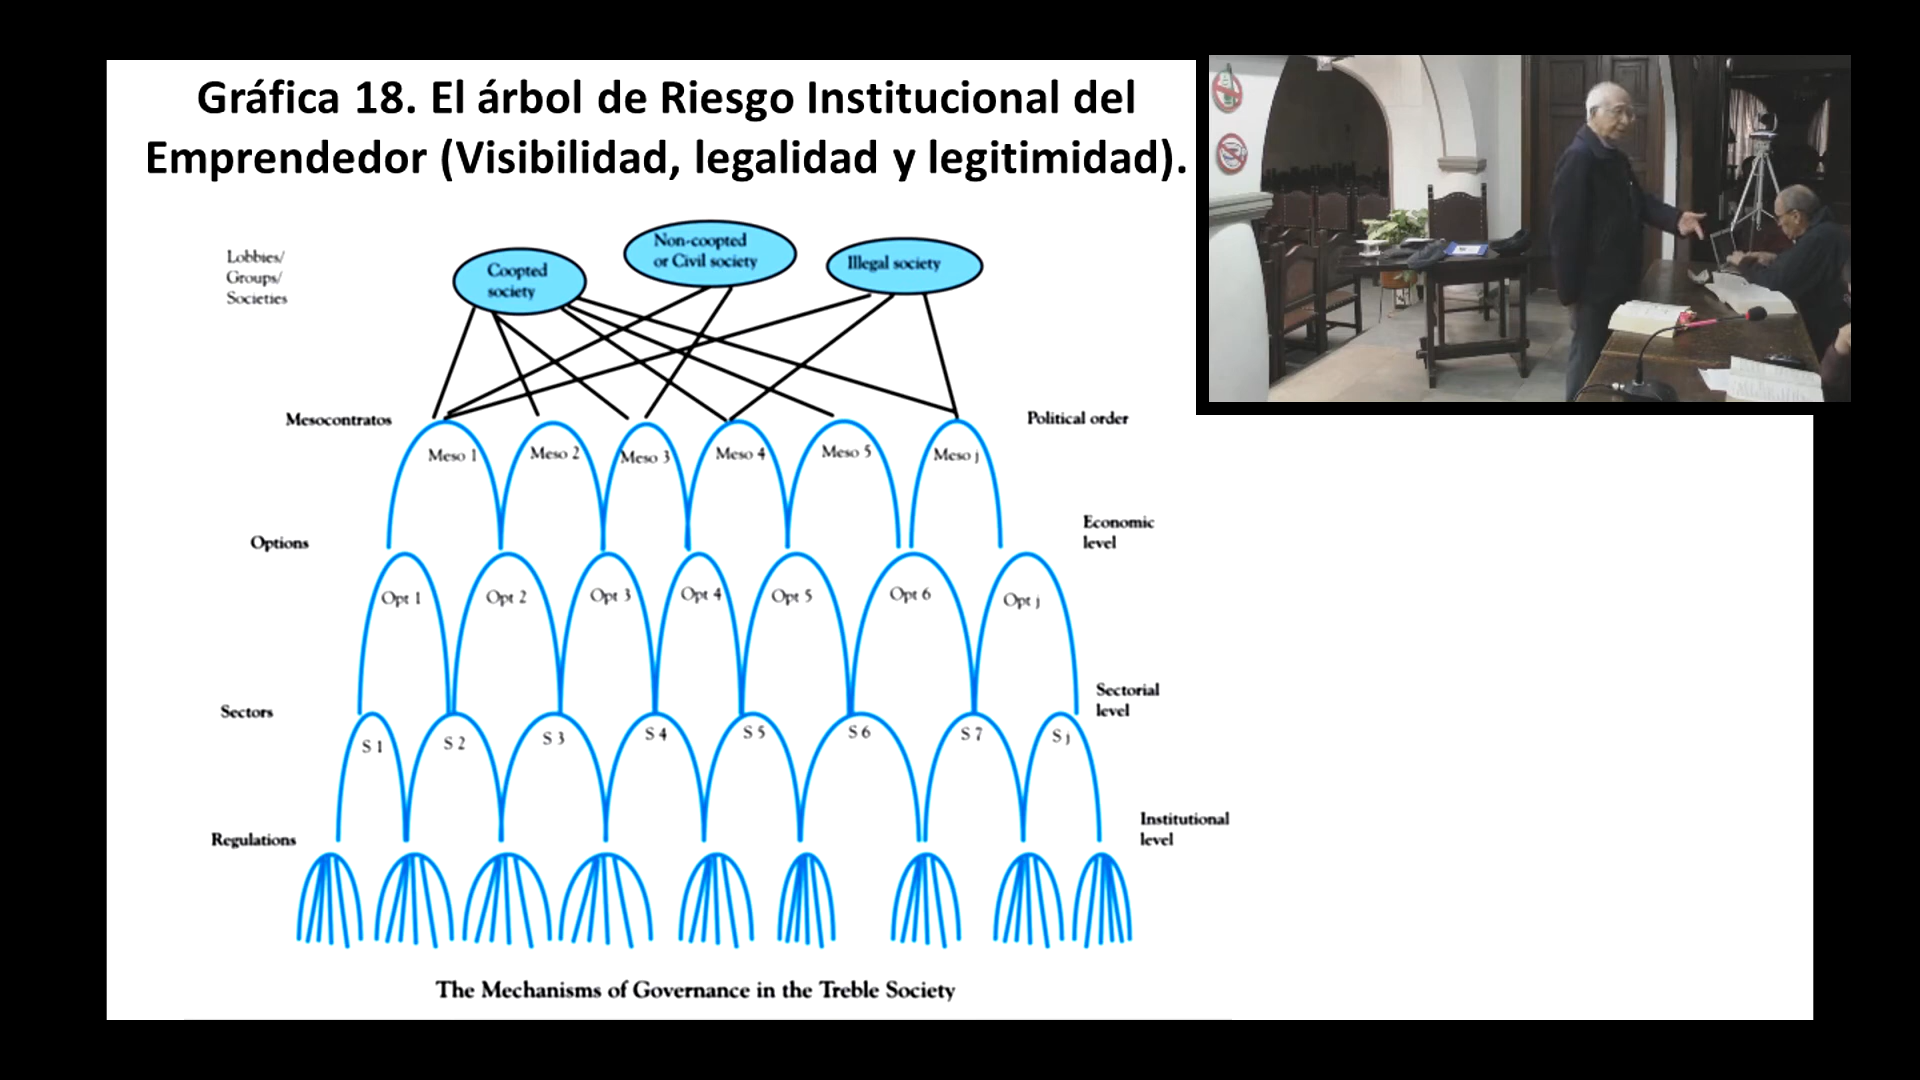 Gráfica 18. El árbol de Riesgo Institucional del
Emprendedor (Visibilidad, legalidad y legitimidad).
Lobbies/
Groups/
Societies
Coopted
society
Non-coopted
or Civil society
Illegal society
Mesocontratos
Political order
Meso 1
Meso 2
Meso 3
Meso 4
Meso 5
Meso j
Options
Economic
level
Opt 1
Opt 2
Opt 3
Opt 4
Opt 5
Opt 6
Opt j
Sectors
Sectorial
level
S 1
S 2
S 3
S 4
S 5
S 6
S 7
S j
Regulations
Institutional
level
The Mechanisms of Governance in the Treble Society